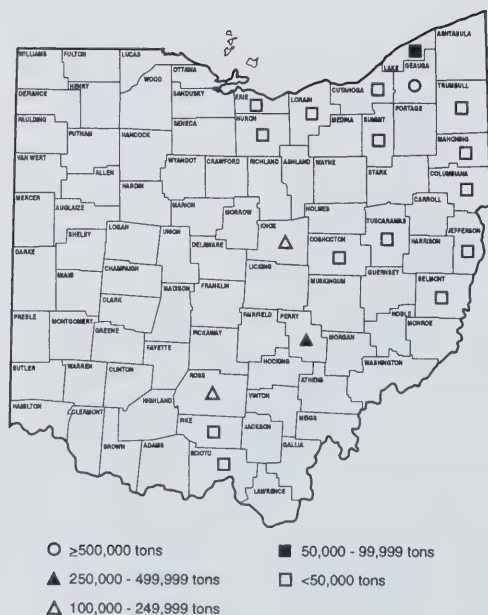 ASHTABULA
WILLIAMS FULTON LUCAS LAKE GEAUGA
OTTAWA
WOOD
HENRY SANDUSKY ERIE LORAIN CUYAHOGA TRUMBULL
DEFIANCE
PAULDING SENECA HURON MEDINA SUMMIT PORTAGE
PUTNAM HANCOCK MAHONING
VAN WERT WYANDOT CRAWFORD RICHLAND ASHLAND WAYNE STARK COLUMBIANA
ALLEN
HARDIN CARROLL
MERCER MARION HOLMES
AUGLAIZE MORROW TUSCARAWAS JEFFERSON
LOGAN UNION KNOX
SHELBY DELAWARE COSHOCTON HARRISON
DARKE
CHAMPAIGN LICKING GUERNSEY BELMONT
MIAMI MUSKINGUM
FRANKLIN
CLARK MADISON
PREBLE MONTGOMERY FAIRFIELD PERRY NOBLE MONROE
GREENE PICKAWAY MORGAN
FAYETTE HOCKING WASHINGTON
BUTLER WARREN CLINTON ROSS ATHENS
HAMILTON CLERMONT HIGHLAND VINTON
PIKE MEIGS
JACKSON
BROWN ADAMS SCIOTO GALLIA
LAWRENCE
≥500,000 tons
250,000 - 499,999 tons
100,000 - 249,999 tons
50,000 - 99,999 tons
<50,000 tons